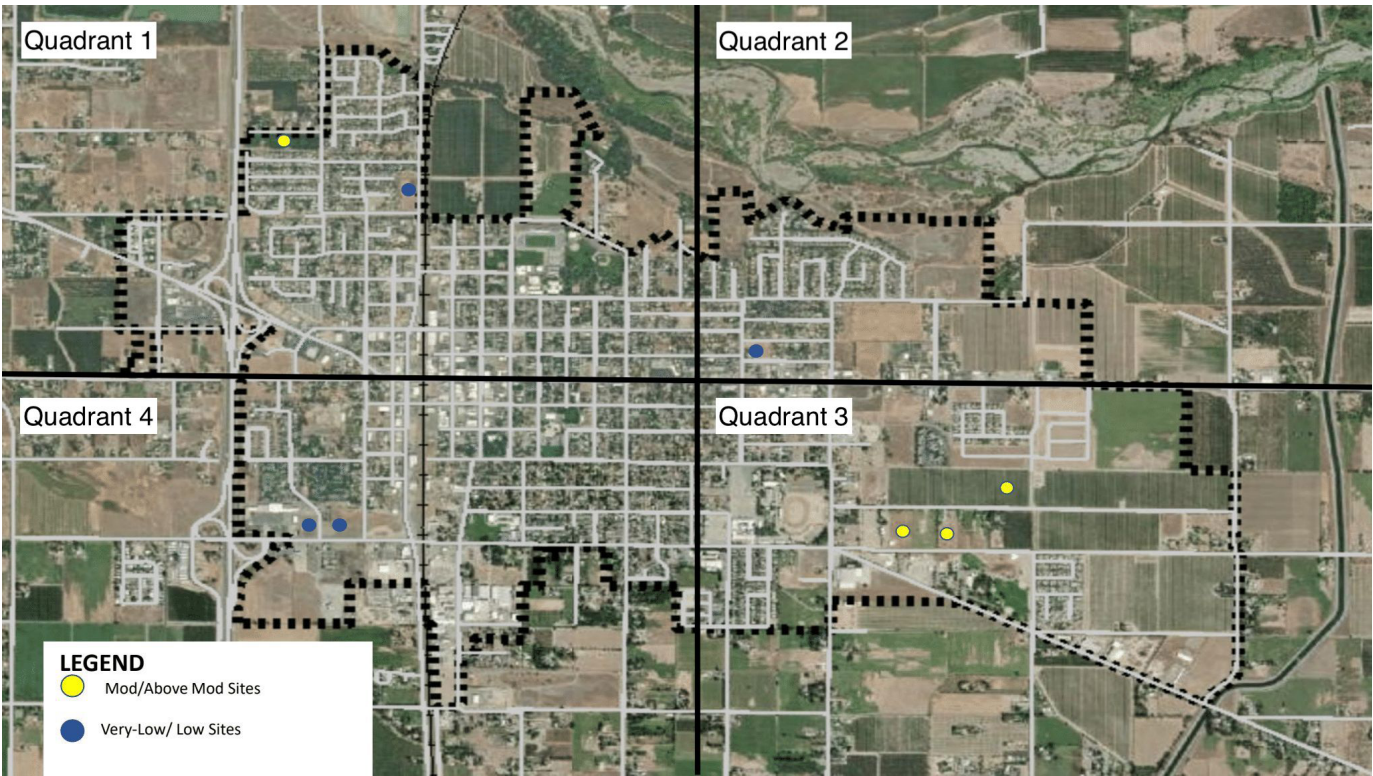 Quadrant 1
Quadrant 2
Quadrant 4
Quadrant 3
LEGEND
Mod/Above Mod Sites
Very-Low/ Low Sites